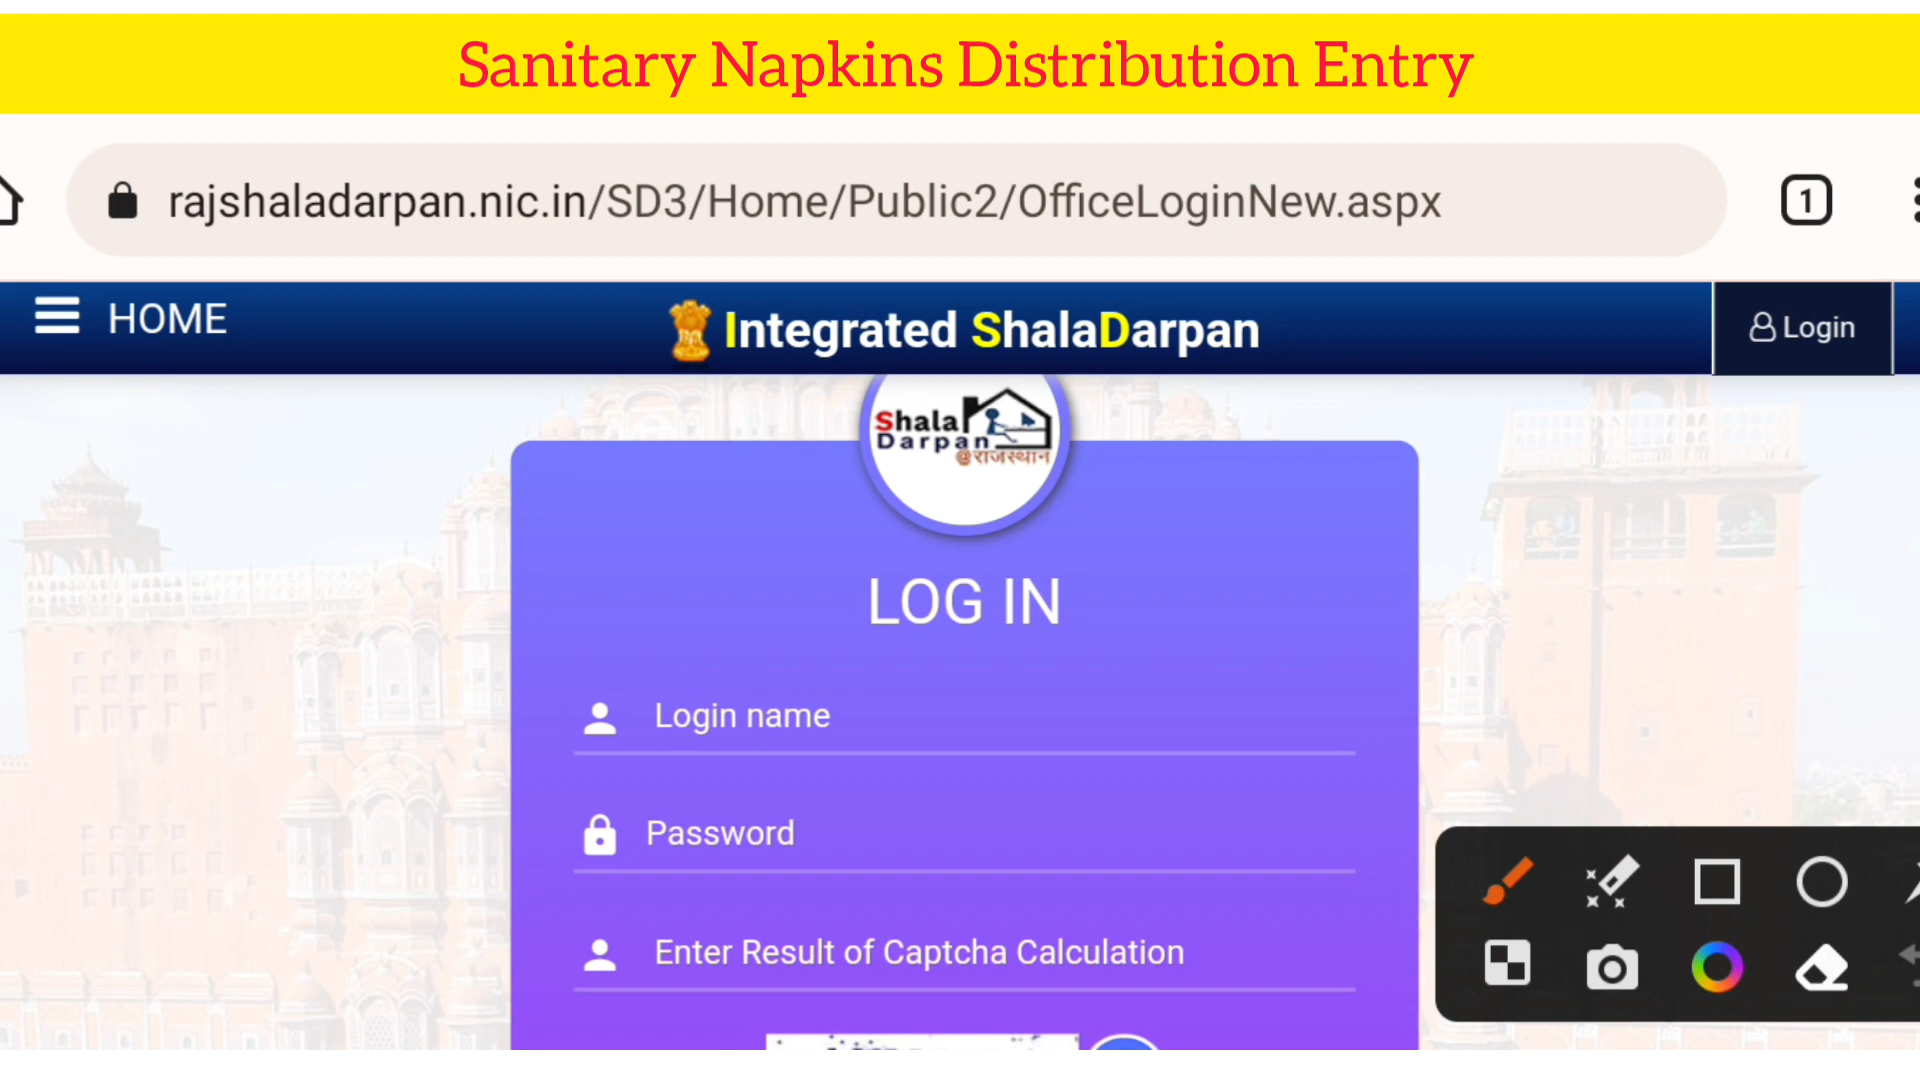 Sanitary Napkins Distribution Entry
rajshaladarpan.nic.in/SD3/Home/Public2/OfficeLoginNew.aspx
1
HOME
Integrated ShalaDarpan
Login
Shala
Darpan
@राजस्थान
LOG IN
Login name
Password
Enter Result of Captcha Calculation